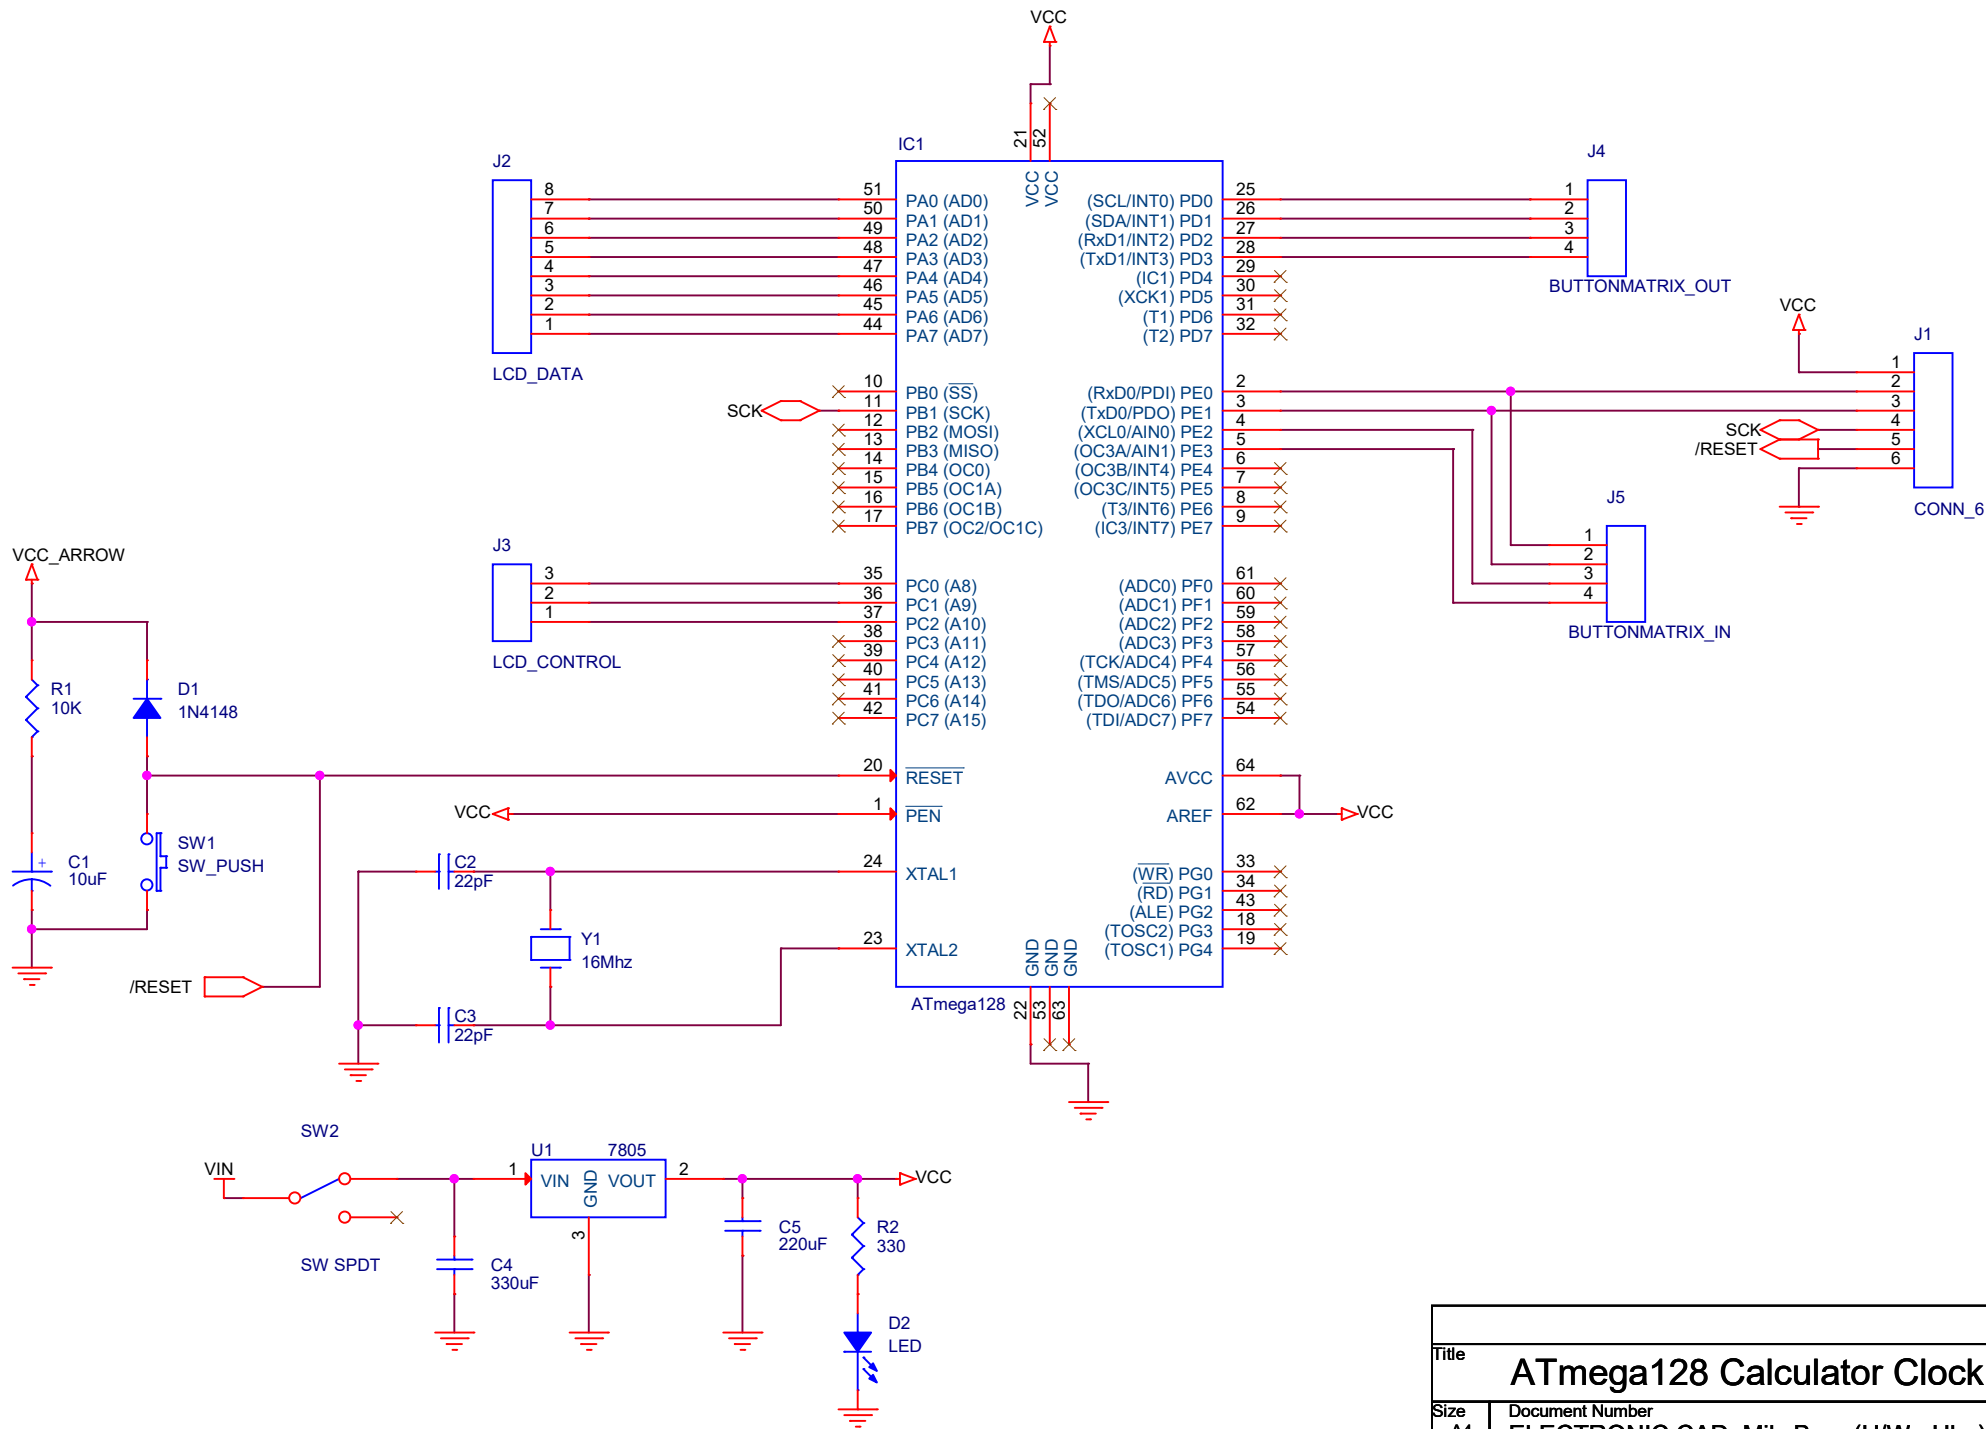 VCC
IC1
21
52
VCC
VCC
J2
8
7
6
5
4
3
2
1
LCD_DATA
51
50
49
48
47
46
45
44
PA0 (AD0)
PA1 (AD1)
PA2 (AD2)
PA3 (AD3)
PA4 (AD4)
PA5 (AD5)
PA6 (AD6)
PA7 (AD7)
(SCL/INT0) PD0
(SDA/INT1) PD1
(RxD1/INT2) PD2
(TxD1/INT3) PD3
(IC1) PD4
(XCK1) PD5
(T1) PD6
(T2) PD7
25
26
27
28
29
30
31
32
J4
1
2
3
4
BUTTONMATRIX_OUT
SCK
10
11
12
13
14
15
16
17
PB0 (SS)
PB1 (SCK)
PB2 (MOSI)
PB3 (MISO)
PB4 (OC0)
PB5 (OC1A)
PB6 (OC1B)
PB7 (OC2/OC1C)
(RxD0/PDI) PE0
(TxD0/PDO) PE1
(XCL0/AIN0) PE2
(OC3A/AIN1) PE3
(OC3B/INT4) PE4
(OC3C/INT5) PE5
(T3/INT6) PE6
(IC3/INT7) PE7
2
3
4
5
6
7
8
9
VCC
J1
1
2
3
4
5
6
SCK
/RESET
CONN_6
J5
1
2
3
4
BUTTONMATRIX_IN
J3
3
2
1
LCD_CONTROL
35
36
37
38
39
40
41
42
PC0 (A8)
PC1 (A9)
PC2 (A10)
PC3 (A11)
PC4 (A12)
PC5 (A13)
PC6 (A14)
PC7 (A15)
(ADC0) PF0
(ADC1) PF1
(ADC2) PF2
(ADC3) PF3
(TCK/ADC4) PF4
(TMS/ADC5) PF5
(TDO/ADC6) PF6
(TDI/ADC7) PF7
61
60
59
58
57
56
55
54
VCC_ARROW
R1
10K
D1
1N4148
C1
+
10uF
SW1
SW_PUSH
/RESET
20
RESET
VCC
1
PEN
24
XTAL1
23
XTAL2
C2
22pF
Y1
16Mhz
C3
22pF
AVCC
64
AREF
62
VCC
(WR) PG0
(RD) PG1
(ALE) PG2
(TOSC2) PG3
(TOSC1) PG4
33
34
43
18
19
GND
GND
GND
ATmega128
22
53
63
SW2
VIN
SW SPDT
C4
330uF
U1
7805
1
VIN
GND
VOUT
2
3
VCC
C5
220uF
R2
330
D2
LED
Title
ATmega128 Calculator Clock
Size
Document Number